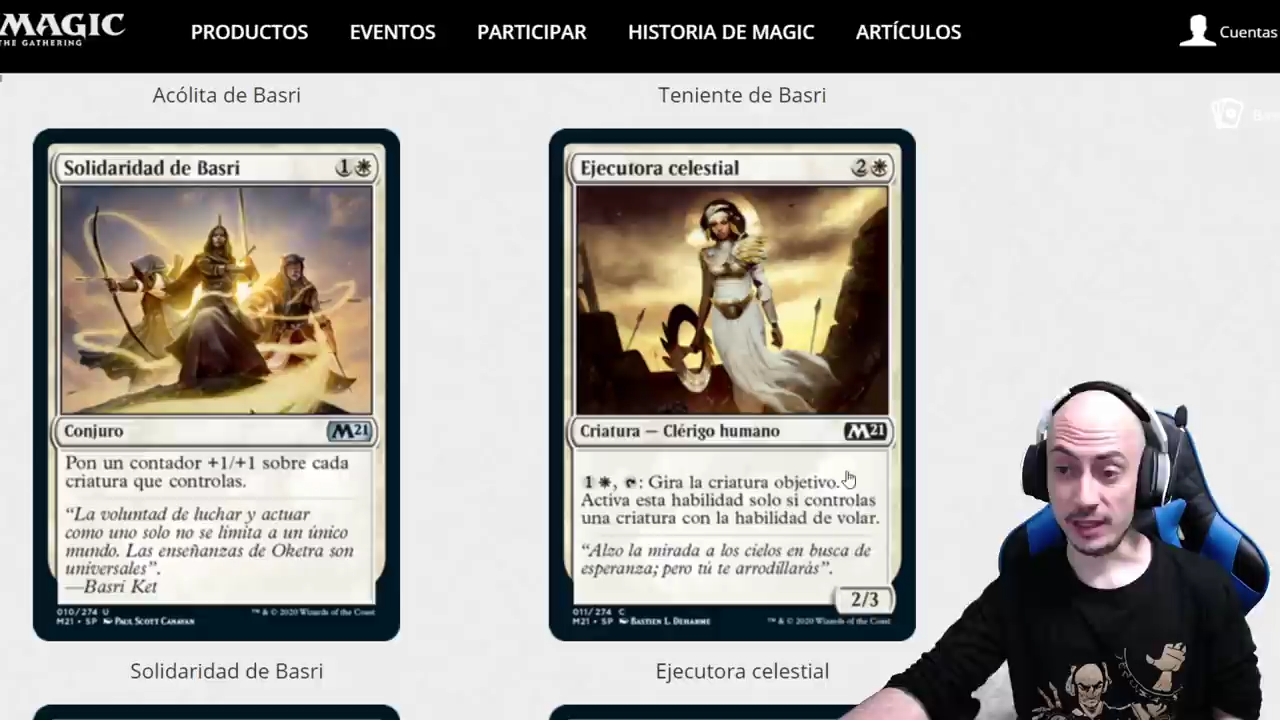 MAGIC
THE GATHERING
PRODUCTOS
EVENTOS
PARTICIPAR
HISTORIA DE MAGIC
ARTÍCULOS
Cuentas
Acólita de Basri
Teniente de Basri
Solidaridad de Basri 1
Conjuro M21
Pon un contador +1/+1 sobre cada
criatura que controlas.
“La voluntad de luchar y actuar
como uno solo no se limita a un único
mundo. Las enseñanzas de Oketra son
universales”.
—Basri Ket
010/274 U
M21 • SP Paul Scott Canavan
™ & © 2020 Wizards of the Coast
Ejecutora celestial 2
Criatura — Clérigo humano M21
1 , : Gira la criatura objetivo.
Activa esta habilidad solo si controlas
una criatura con la habilidad de volar.
“Alzo la mirada a los cielos en busca de
esperanza; pero tú te arrodillarás”.
2/3
011/274 C
M21 • SP Bastien L. Deharme
™ & © 2020 Wizards of the Coast
Solidaridad de Basri
Ejecutora celestial